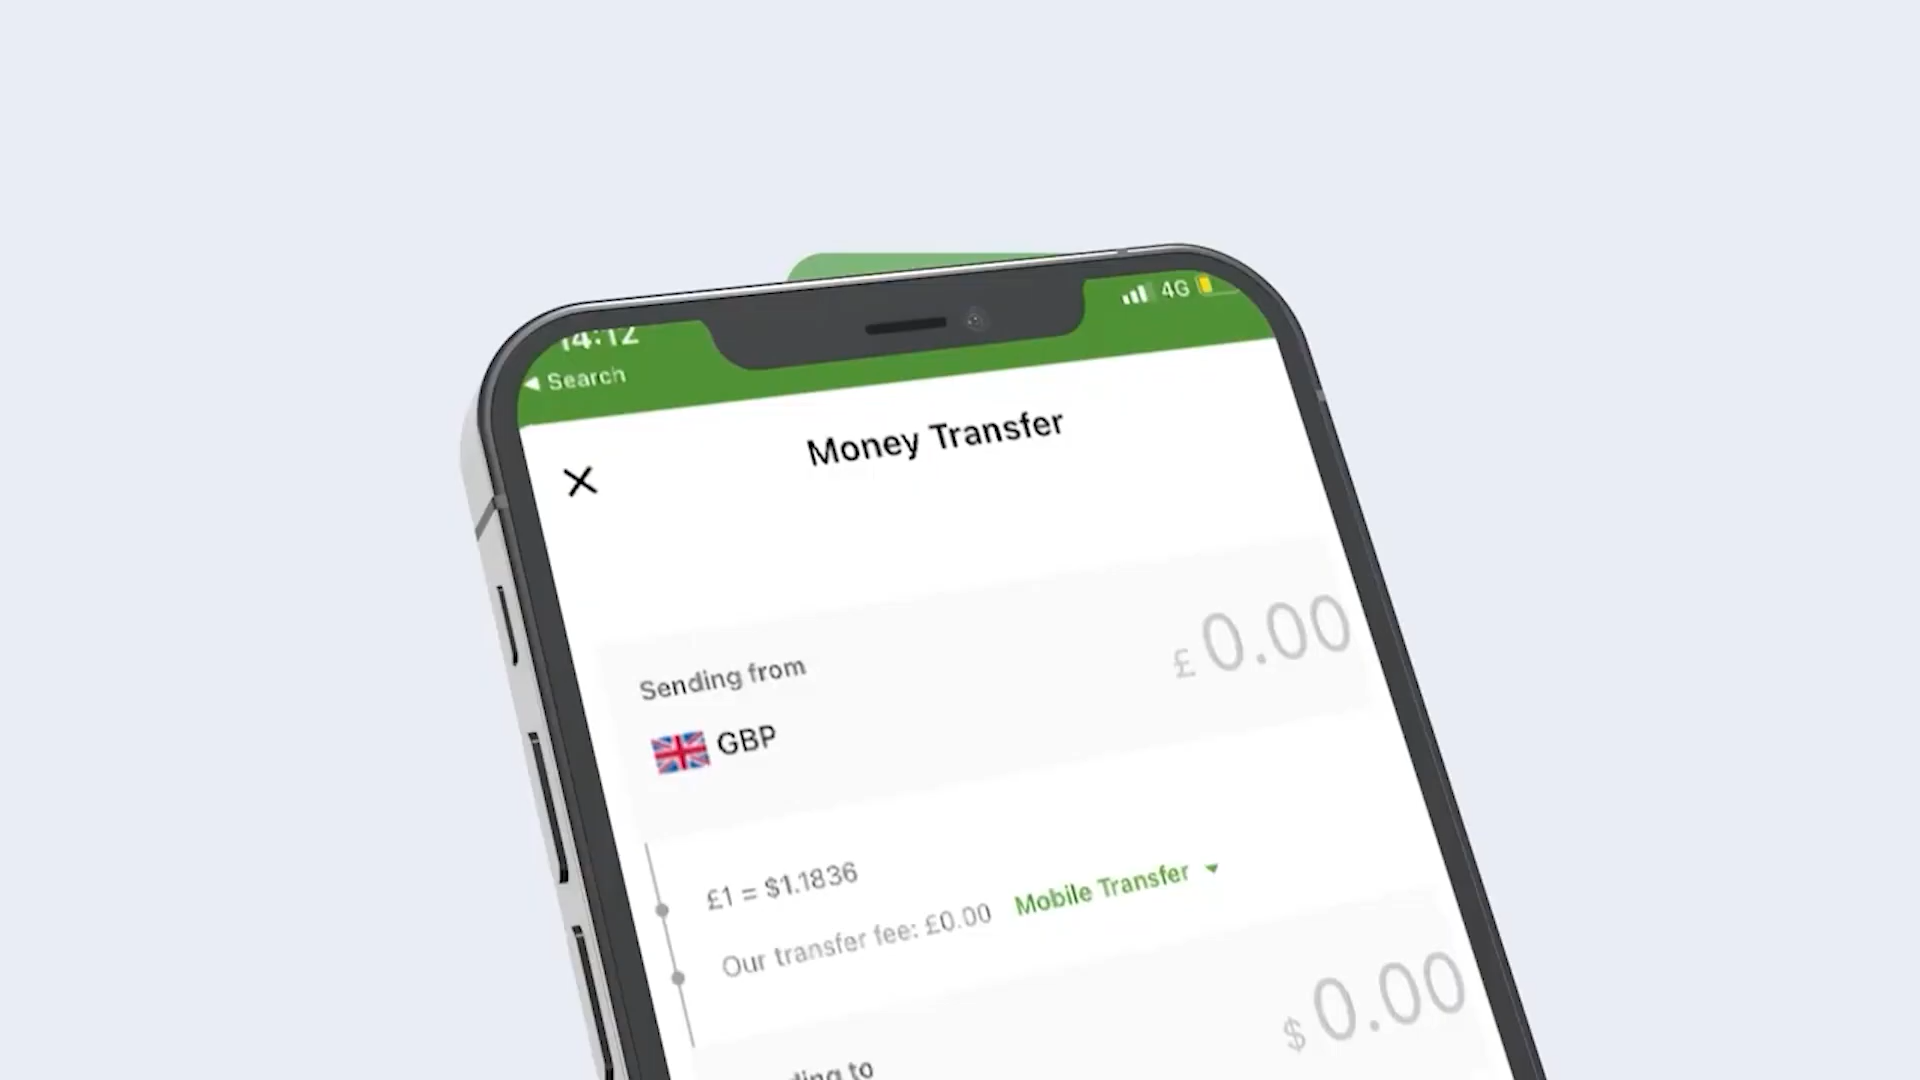 14:12
4G
◀ Search
Money Transfer
Sending from
£ 0.00
GBP
£1 = $1.1836
Our transfer fee: £0.00 Mobile Transfer
$ 0.00
to